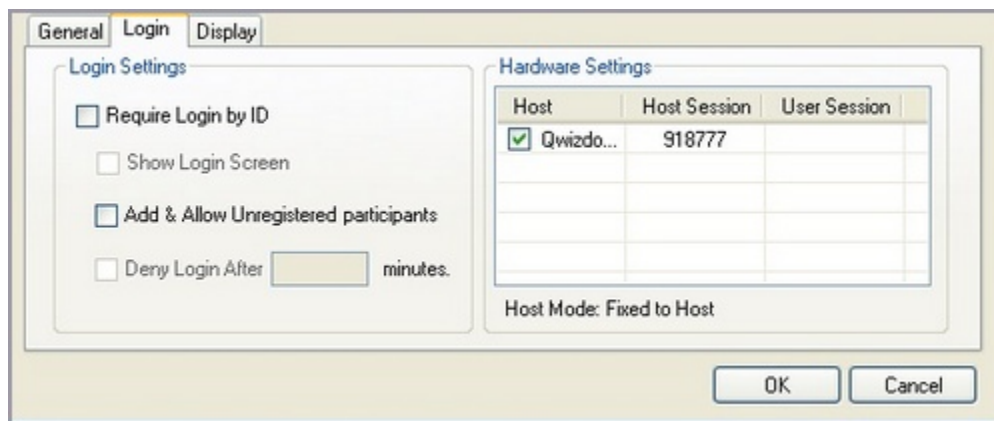 General Login Display
Login Settings
Require Login by ID
Show Login Screen
Add & Allow Unregistered participants
Deny Login After minutes.
Hardware Settings
Host Host Session User Session
Qwizdo... 918777
Host Mode: Fixed to Host
OK Cancel